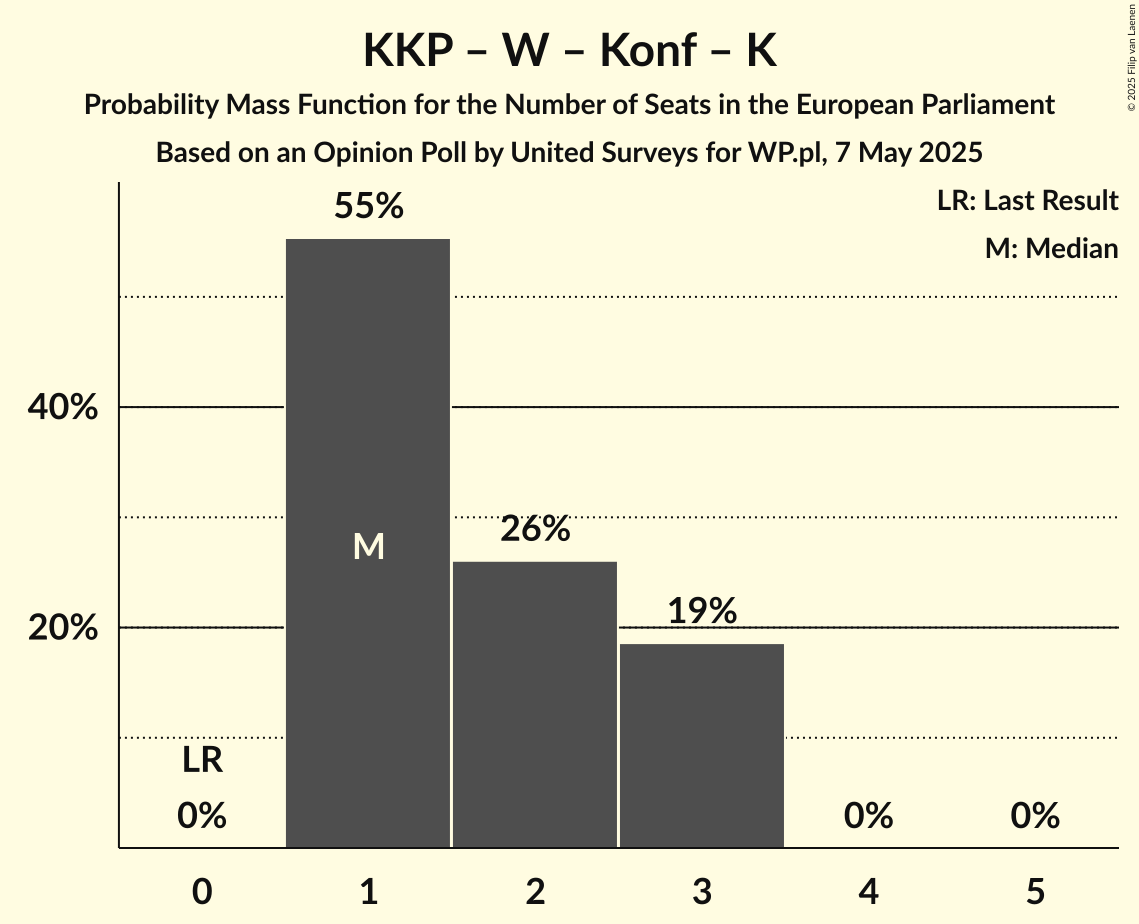 KKP – W – Konf – K
Probability Mass Function for the Number of Seats in the European Parliament
Based on an Opinion Poll by United Surveys for WP.pl, 7 May 2025
© 2025 Filip van Laenen
LR: Last Result
M: Median
55%
40%
M
26%
20%
19%
LR
0%
0%
0%
0
1
2
3
4
5